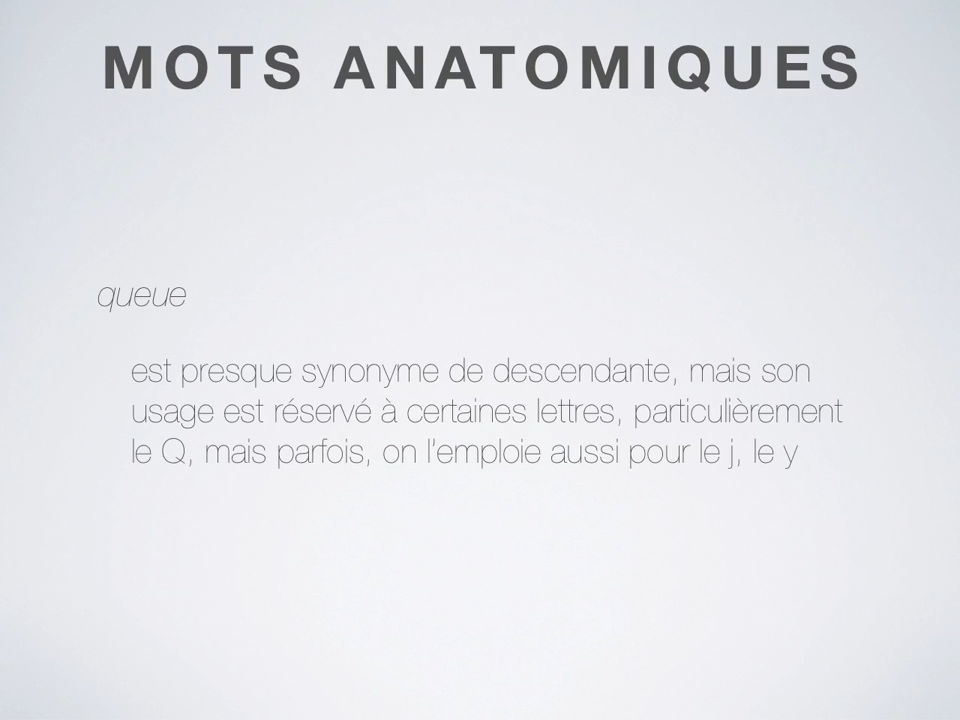 MOTS ANATOMIQUES
queue
est presque synonyme de descendante, mais son
usage est réservé à certaines lettres, particulièrement
le Q, mais parfois, on l’emploie aussi pour le j, le y